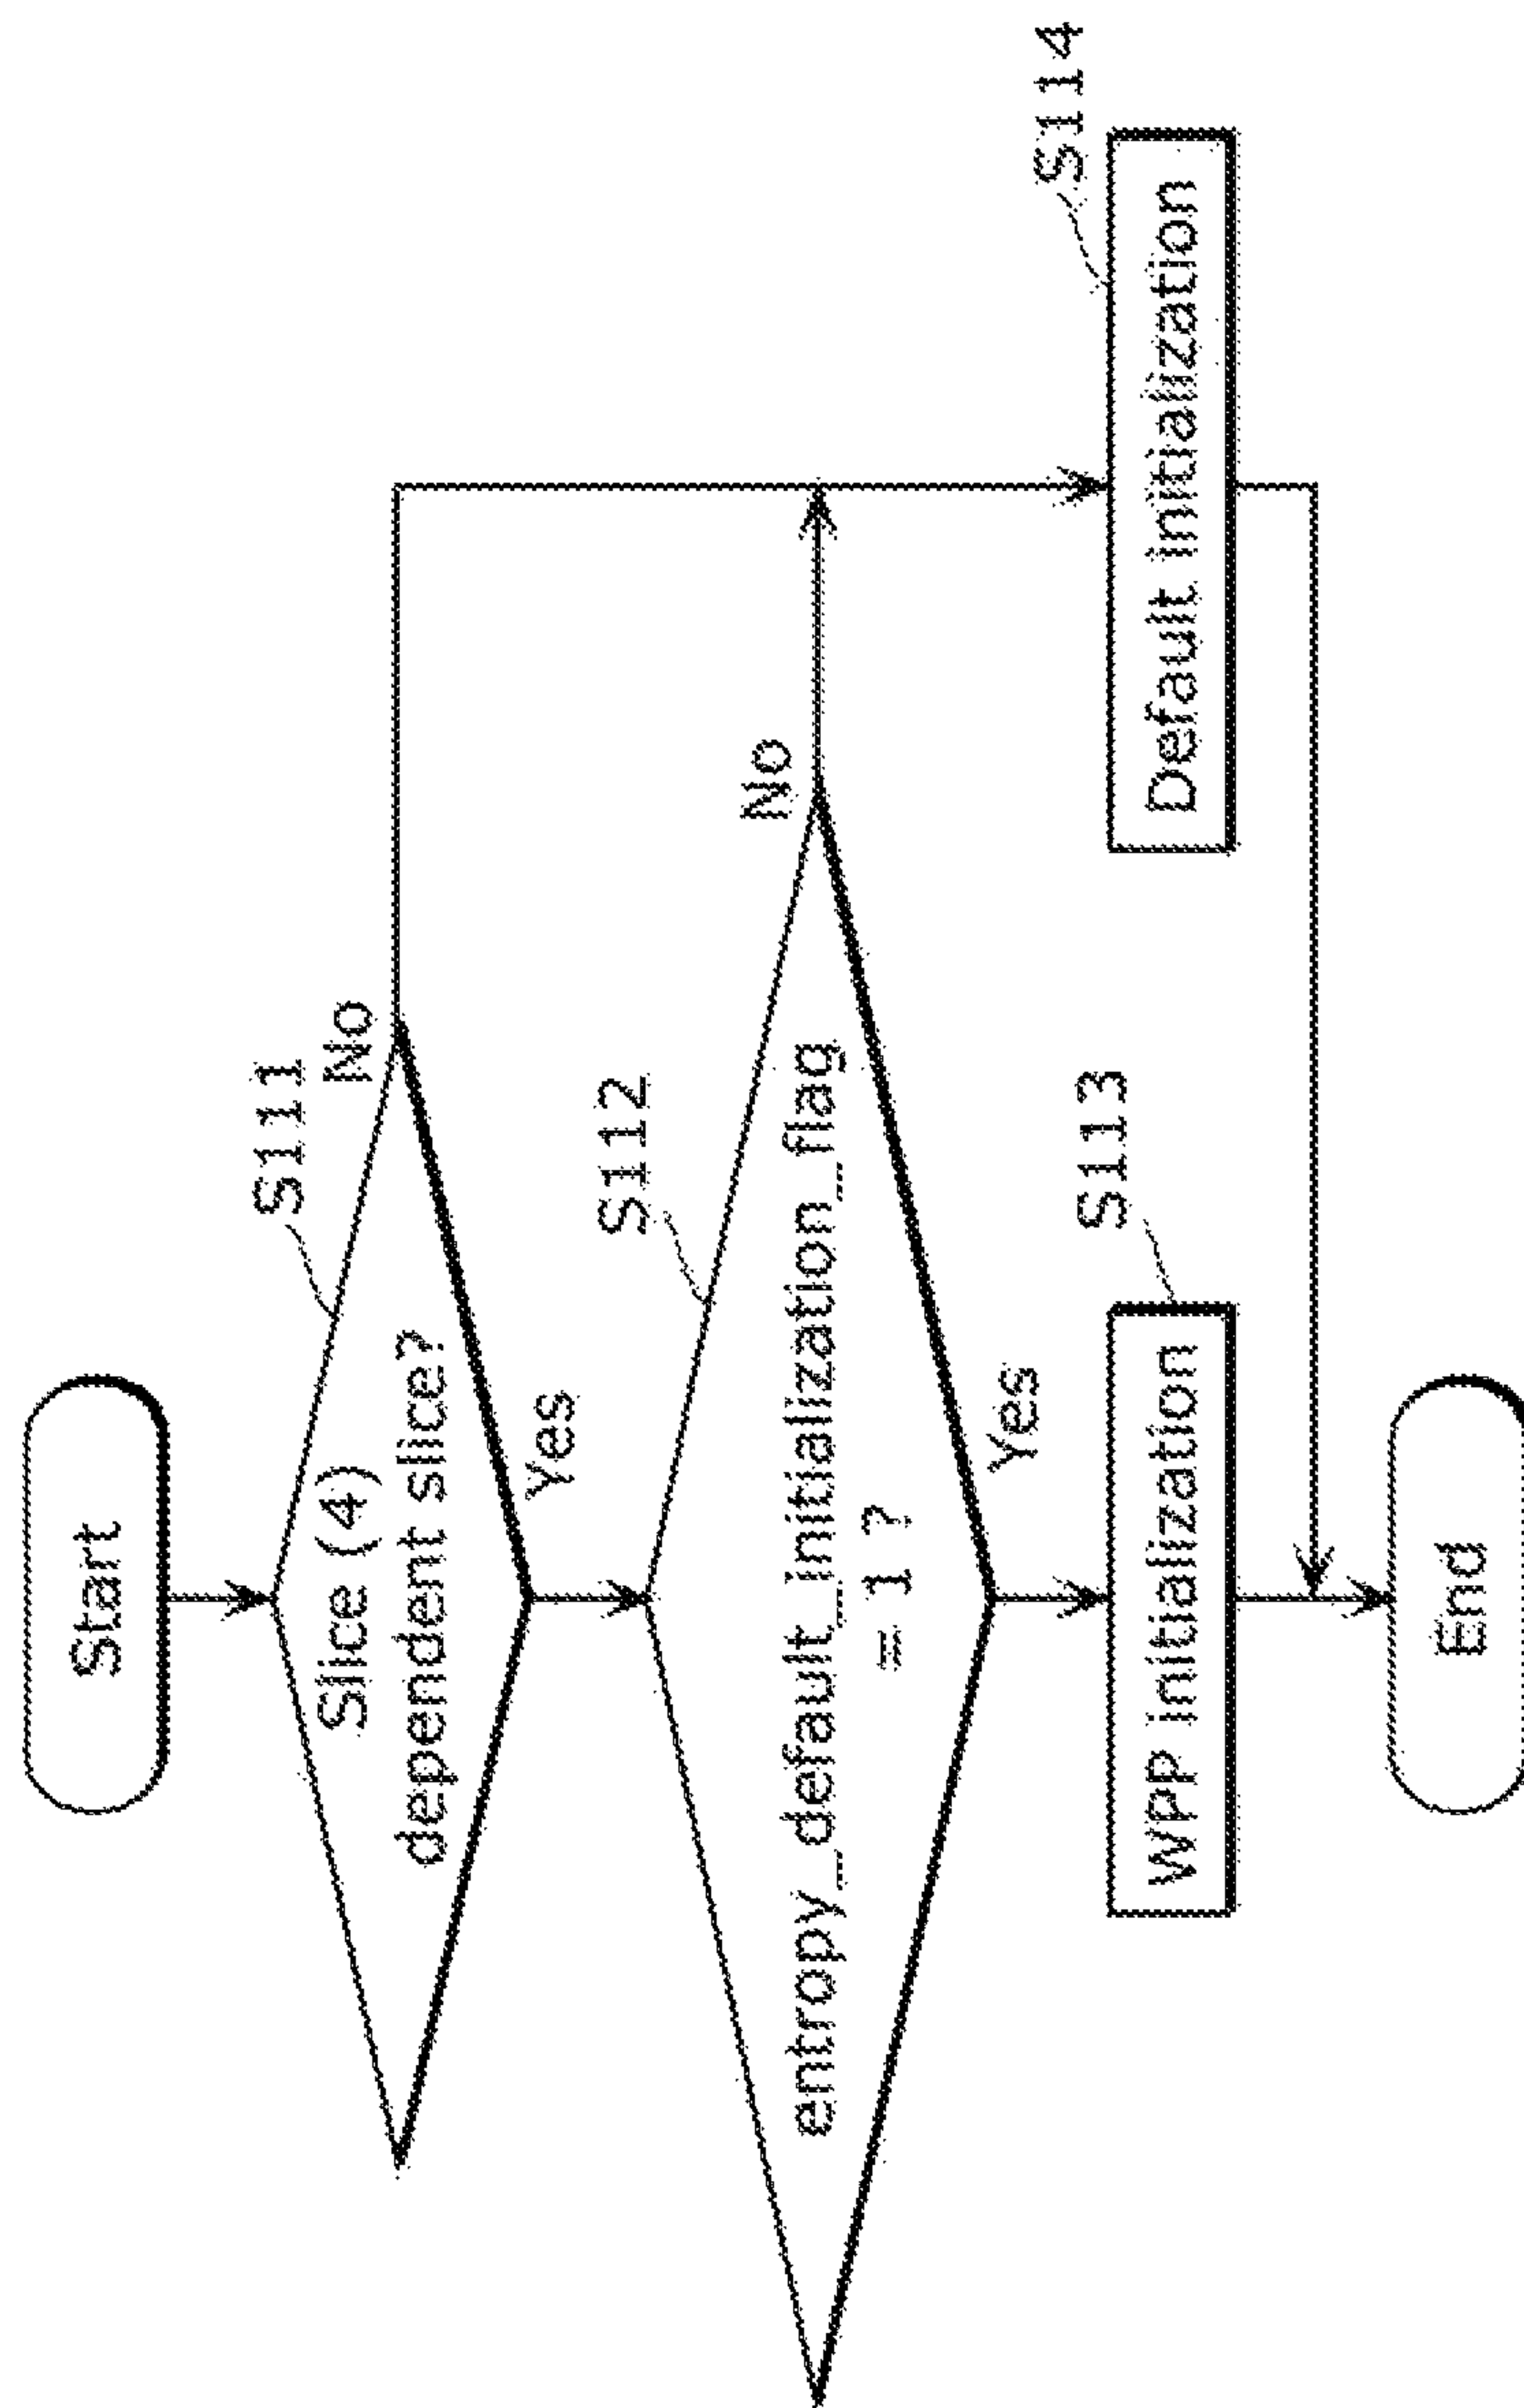 Start
S111
Slice (4)
dependent slice?
No
Yes
S112
entropy_default_initialization_flag
= 1 ?
No
Yes
S113
WPP initialization
S114
Default initialization
End